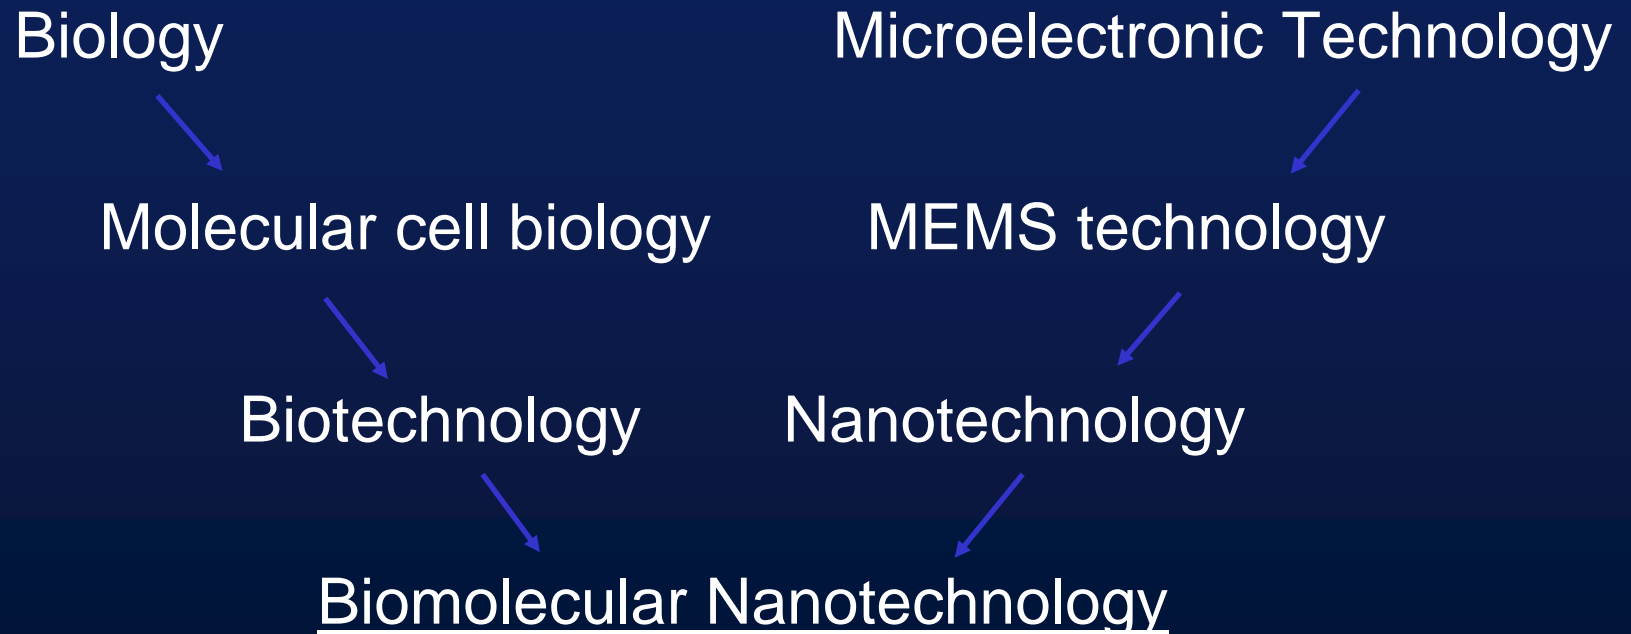 Biology
Microelectronic Technology
Molecular cell biology
MEMS technology
Biotechnology
Nanotechnology
Biomolecular Nanotechnology